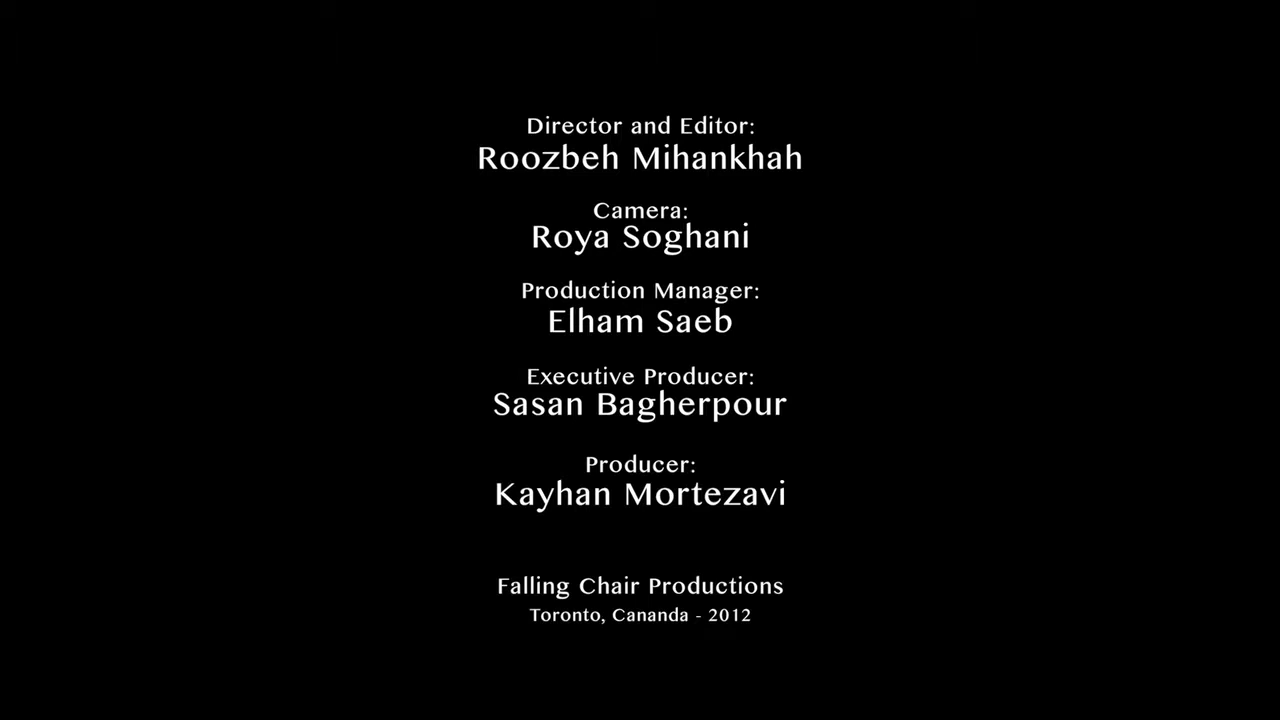 Director and Editor:
Roozbeh Mihankhah
Camera:
Roya Soghani
Production Manager:
Elham Saeb
Executive Producer:
Sasan Bagherpour
Producer:
Kayhan Mortezavi
Falling Chair Productions
Toronto, Cananda - 2012